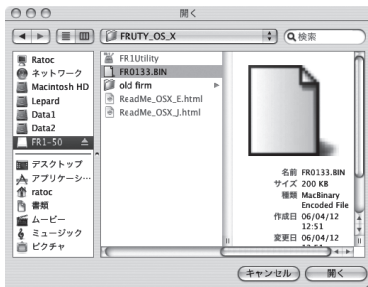 開く
FRUTY_OS_X
検索
Ratoc
ネットワーク
Macintosh HD
Lepard
Data1
Data2
FR1-50
デスクトップ
アプリケーシ…
ratoc
書類
ムービー
ミュージック
ピクチャ
FR1Utility
FR0133.BIN
old firm
ReadMe_OSX_E.html
ReadMe_OSX_J.html
名前 FR0133.BIN
サイズ 200 KB
種類 MacBinary
Encoded File
作成日 06/04/12
12:51
変更日 06/04/12
キャンセル
開く